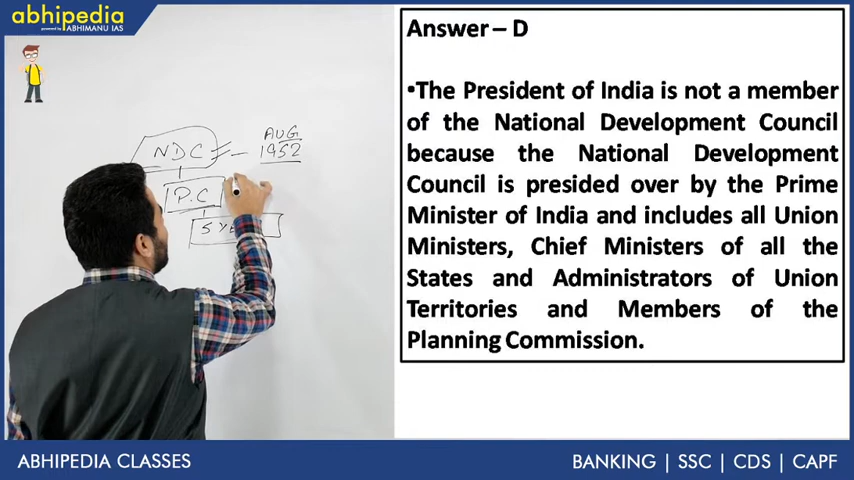 abhipedia
powered by ABHIMANU IAS
NDC
AUG
1952
P.C
5 YE
Answer – D
•The President of India is not a member
of the National Development Council
because the National Development
Council is presided over by the Prime
Minister of India and includes all Union
Ministers, Chief Ministers of all the
States and Administrators of Union
Territories and Members of the
Planning Commission.
ABHIPEDIA CLASSES
BANKING | SSC | CDS | CAPF